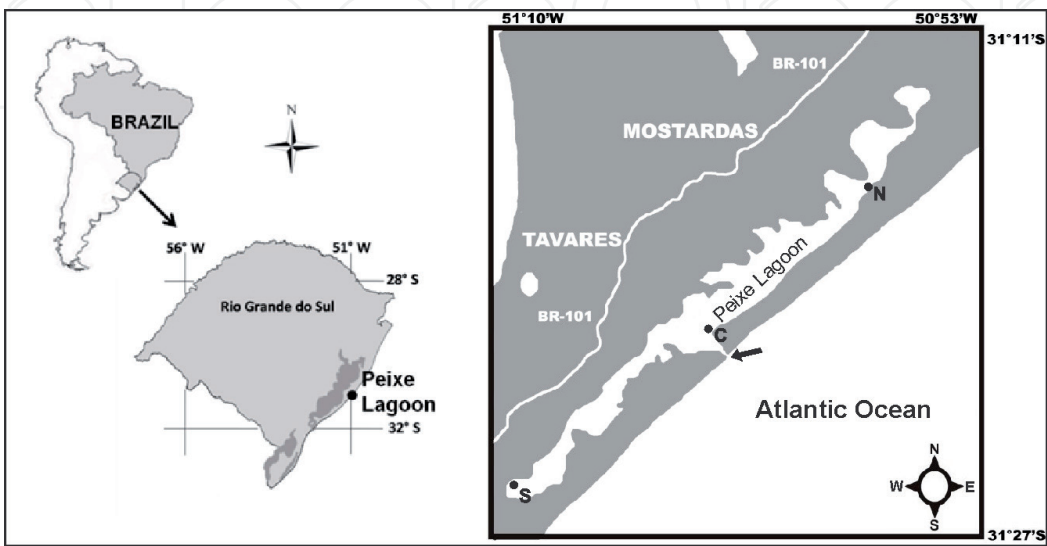 BRAZIL
N
56° W
51° W
28° S
Rio Grande do Sul
Peixe
Lagoon
32° S
51°10'W
50°53'W
31°11'S
BR-101
MOSTARDAS
N
TAVARES
Peixe Lagoon
BR-101
C
Atlantic Ocean
S
N
W
E
S
31°27'S